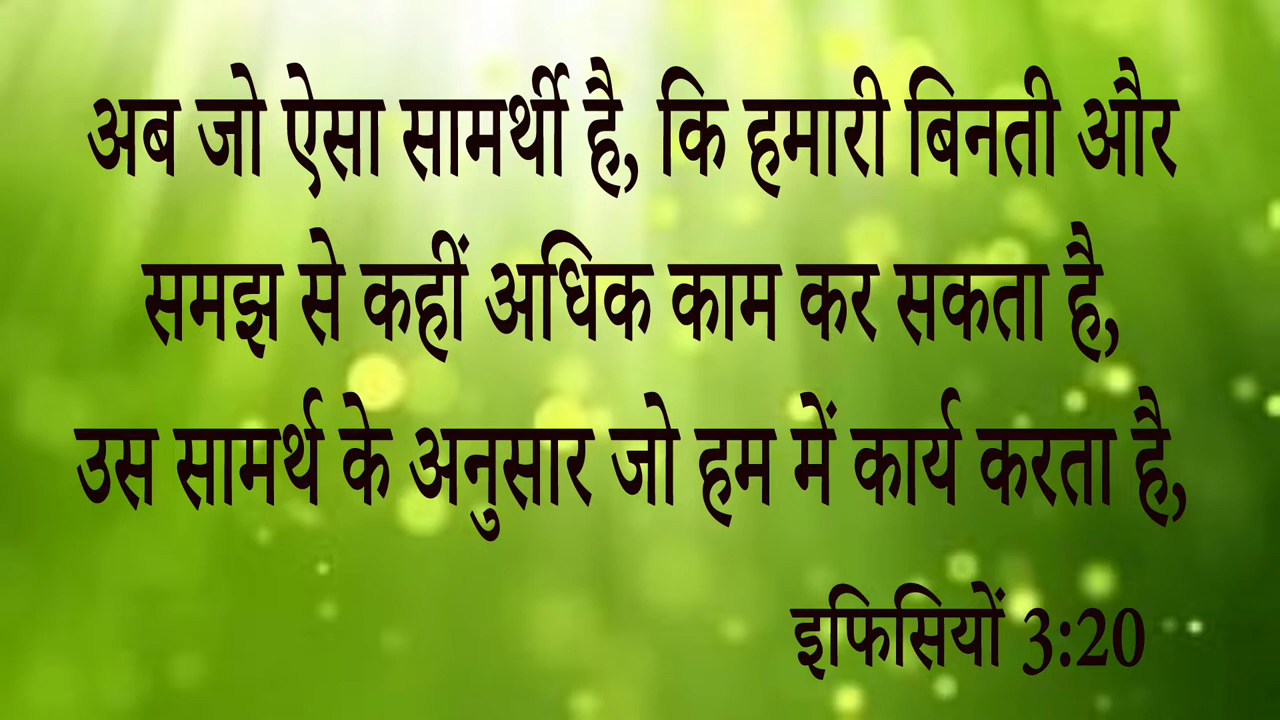 अब जो ऐसा सामर्थी है, कि हमारी बिनती और
समझ से कहीं अधिक काम कर सकता है,
उस सामर्थ के अनुसार जो हम में कार्य करता है,
इफिसियों 3:20